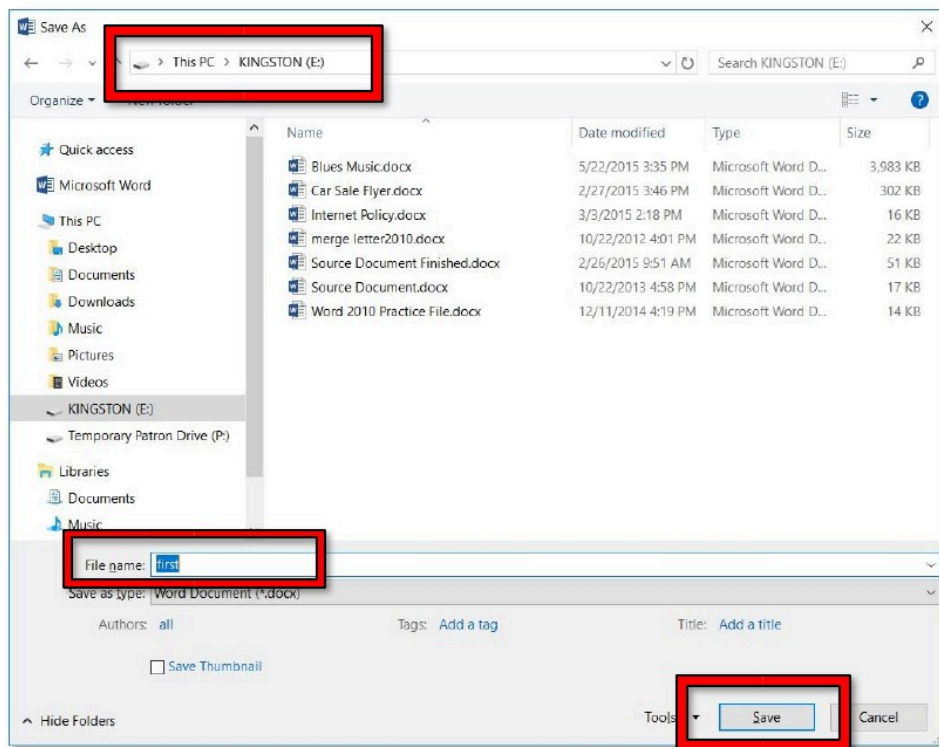 Save As
This PC > KINGSTON (E:)
Search KINGSTON (E:)
Organize
New folder
Name Date modified Type Size
Quick access
Microsoft Word
This PC
Desktop
Documents
Downloads
Music
Pictures
Videos
KINGSTON (E:)
Temporary Patron Drive (P:)
Libraries
Documents
Music
Blues Music.docx 5/22/2015 3:35 PM Microsoft Word D... 3,983 KB
Car Sale Flyer.docx 2/27/2015 3:46 PM Microsoft Word D... 302 KB
Internet Policy.docx 3/3/2015 2:18 PM Microsoft Word D... 16 KB
merge letter2010.docx 10/22/2012 4:01 PM Microsoft Word D... 22 KB
Source Document Finished.docx 2/26/2015 9:51 AM Microsoft Word D... 51 KB
Source Document.docx 10/22/2013 4:58 PM Microsoft Word D... 17 KB
Word 2010 Practice File.docx 12/11/2014 4:19 PM Microsoft Word D... 14 KB
File name: first
Save as type: Word Document (*.docx)
Authors: all Tags: Add a tag Title: Add a title
Save Thumbnail
Hide Folders Tools Save Cancel